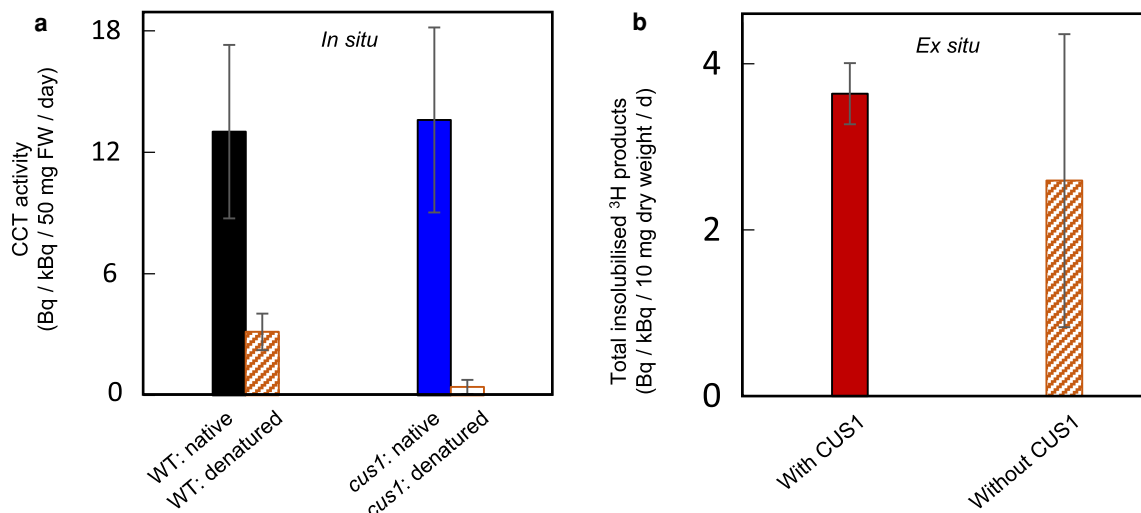 a
In situ
CCT activity
(Bq / kBq / 50 mg FW / day)
18
12
6
0
WT: native
WT: denatured
cus1: native
cus1: denatured
b
Ex situ
Total insolubilised ³H products
(Bq / kBq / 10 mg dry weight / d)
4
2
0
With CUS1
Without CUS1